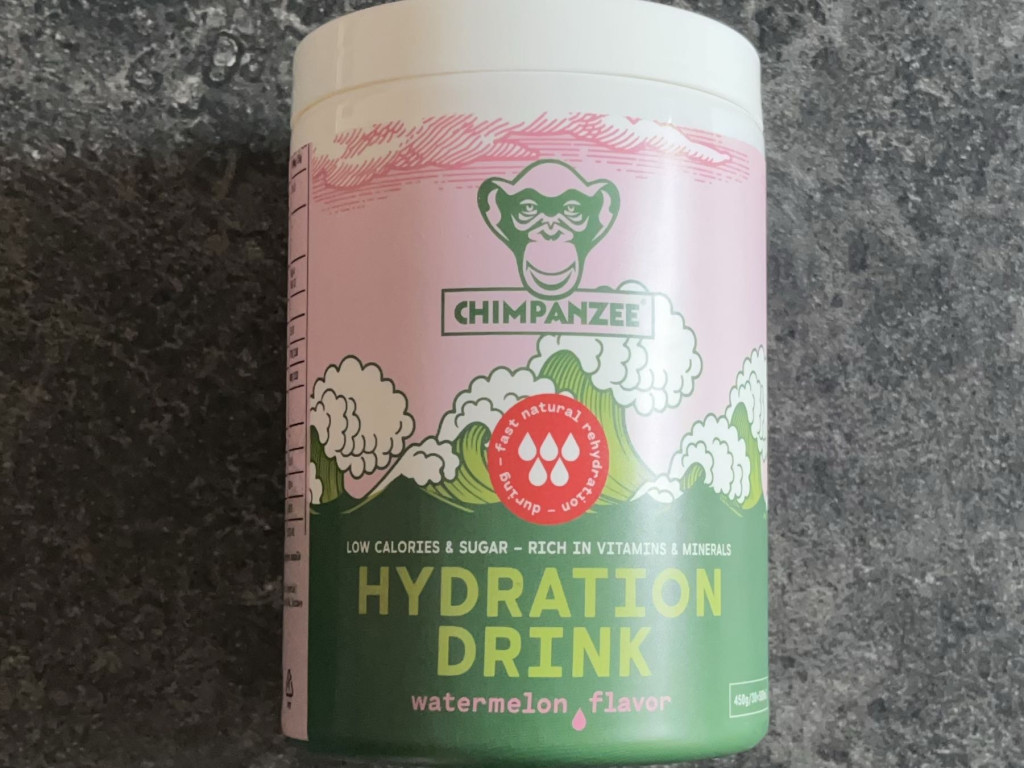 CHIMPANZEE®
fast natural rehydration – during –
LOW CALORIES & SUGAR – RICH IN VITAMINS & MINERALS
HYDRATION
DRINK
watermelon flavor